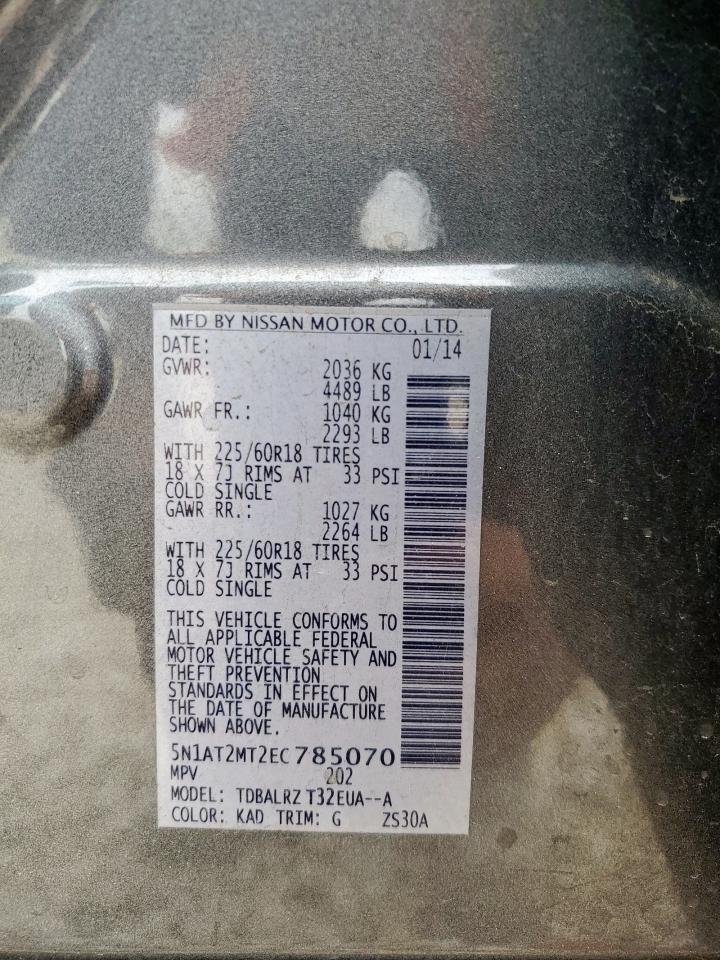 MFD BY NISSAN MOTOR CO., LTD.
DATE: 01/14
GVWR: 2036 KG
4489 LB
GAWR FR.: 1040 KG
2293 LB
WITH 225/60R18 TIRES
18 X 7J RIMS AT 33 PSI
COLD SINGLE
GAWR RR.: 1027 KG
2264 LB
WITH 225/60R18 TIRES
18 X 7J RIMS AT 33 PSI
COLD SINGLE
THIS VEHICLE CONFORMS TO
ALL APPLICABLE FEDERAL
MOTOR VEHICLE SAFETY AND
THEFT PREVENTION
STANDARDS IN EFFECT ON
THE DATE OF MANUFACTURE
SHOWN ABOVE.
5N1AT2MT2EC785070
MPV 202
MODEL: TDBALRZ T32EUA--A
COLOR: KAD TRIM: G ZS30A